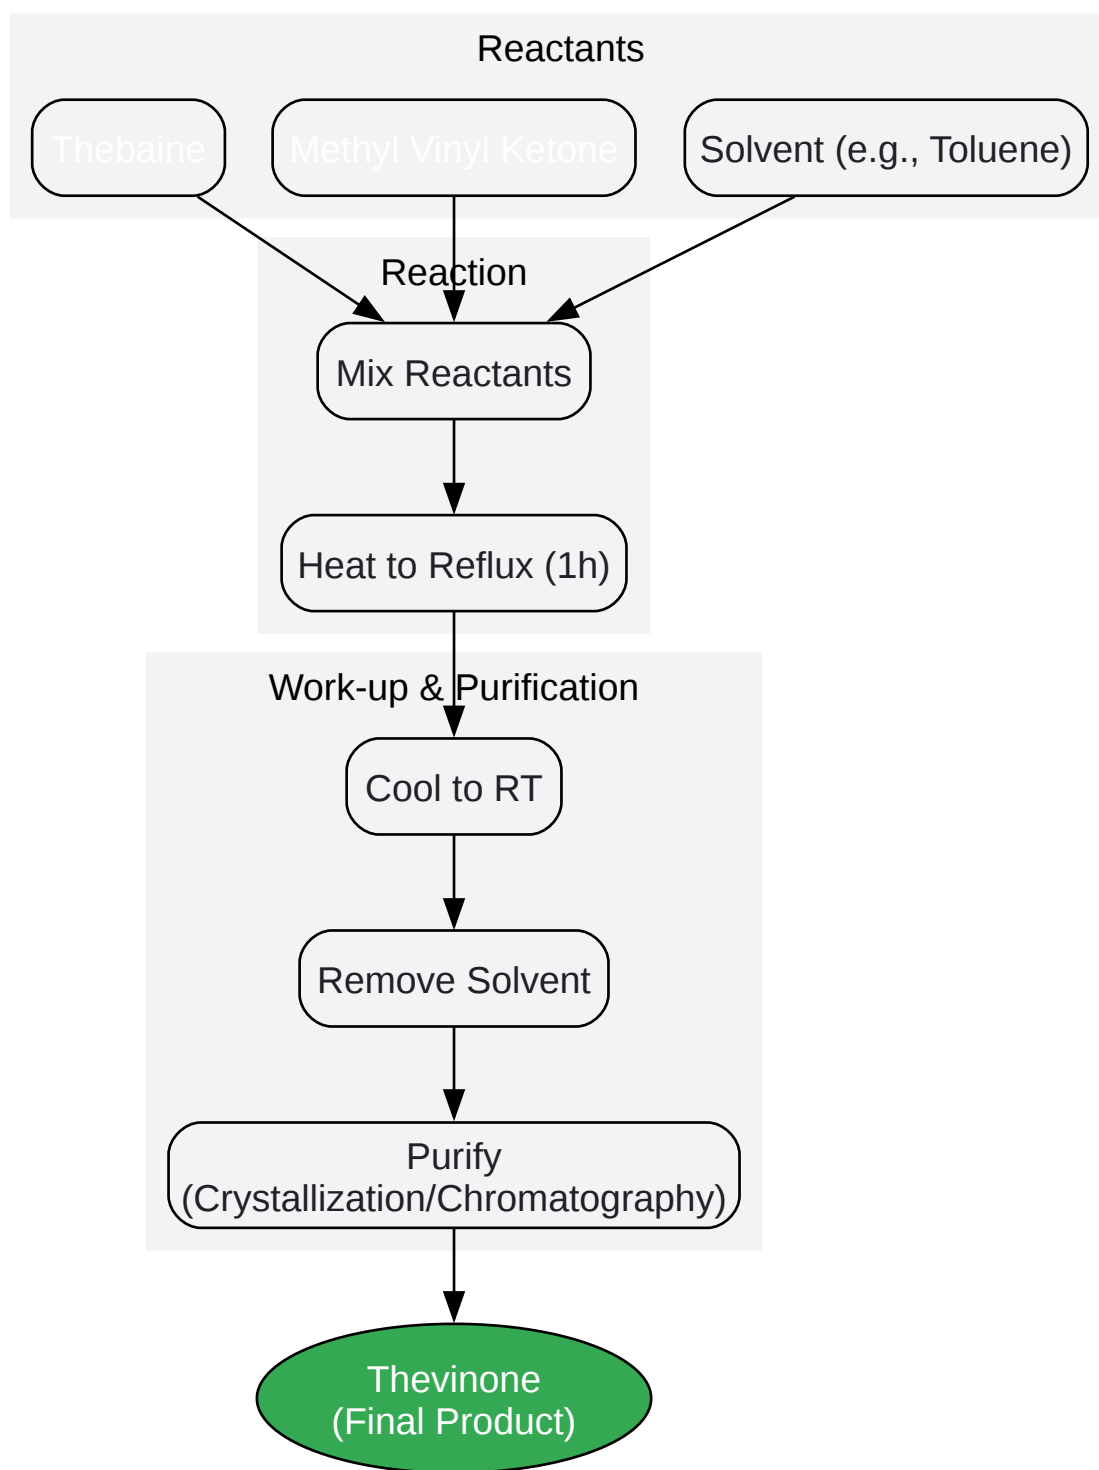 Reactants
Thebaine
Methyl Vinyl Ketone
Solvent (e.g., Toluene)
Reaction
Mix Reactants
Heat to Reflux (1h)
Work-up & Purification
Cool to RT
Remove Solvent
Purify
(Crystallization/Chromatography)
Thevinone
(Final Product)